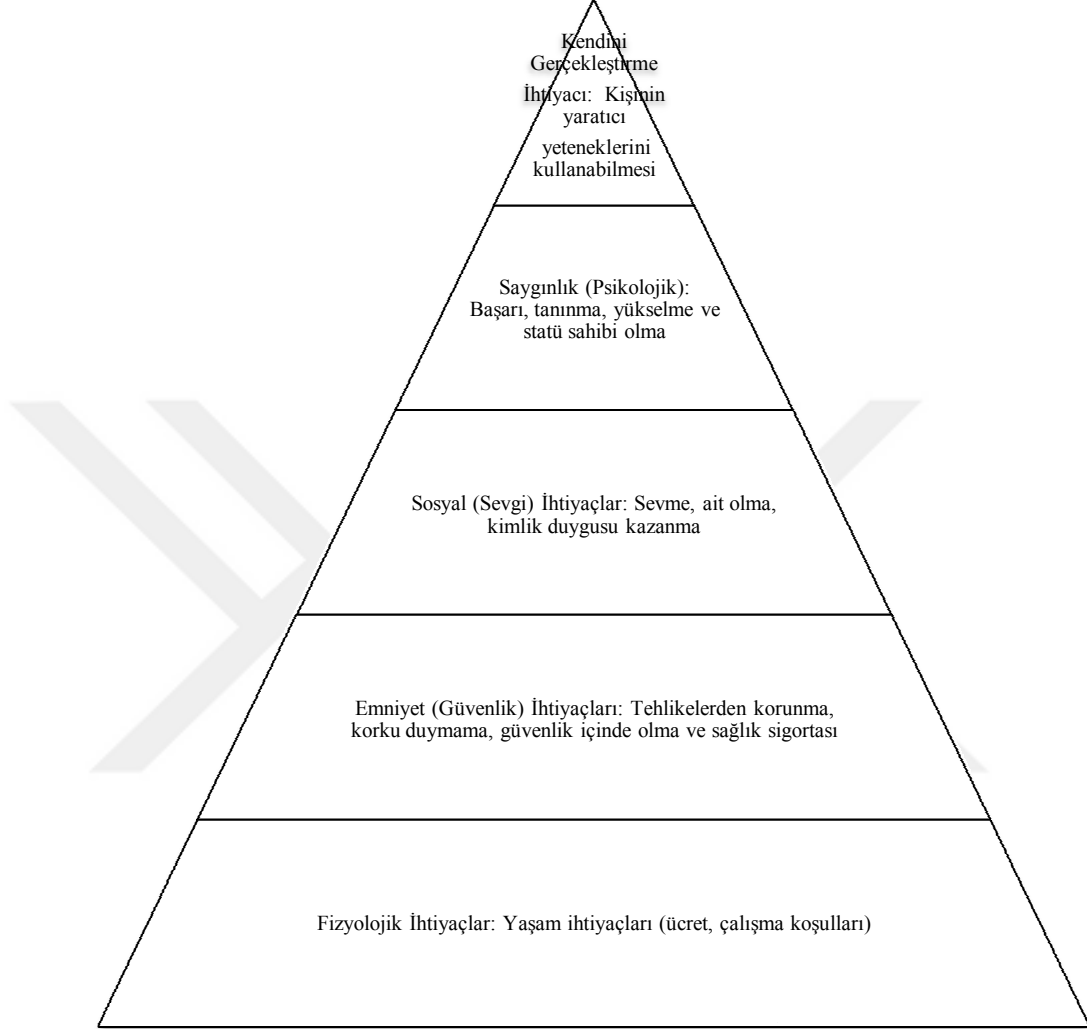 Kendini
Gerçekleştirme
İhtiyacı: Kişinin
yaratıcı
yeteneklerini
kullanabilmesi
Saygınlık (Psikolojik):
Başarı, tanınma, yükselme ve
statü sahibi olma
Sosyal (Sevgi) İhtiyaçlar: Sevme, ait olma,
kimlik duygusu kazanma
Emniyet (Güvenlik) İhtiyaçları: Tehlikelerden korunma,
korku duymama, güvenlik içinde olma ve sağlık sigortası
Fizyolojik İhtiyaçlar: Yaşam ihtiyaçları (ücret, çalışma koşulları)